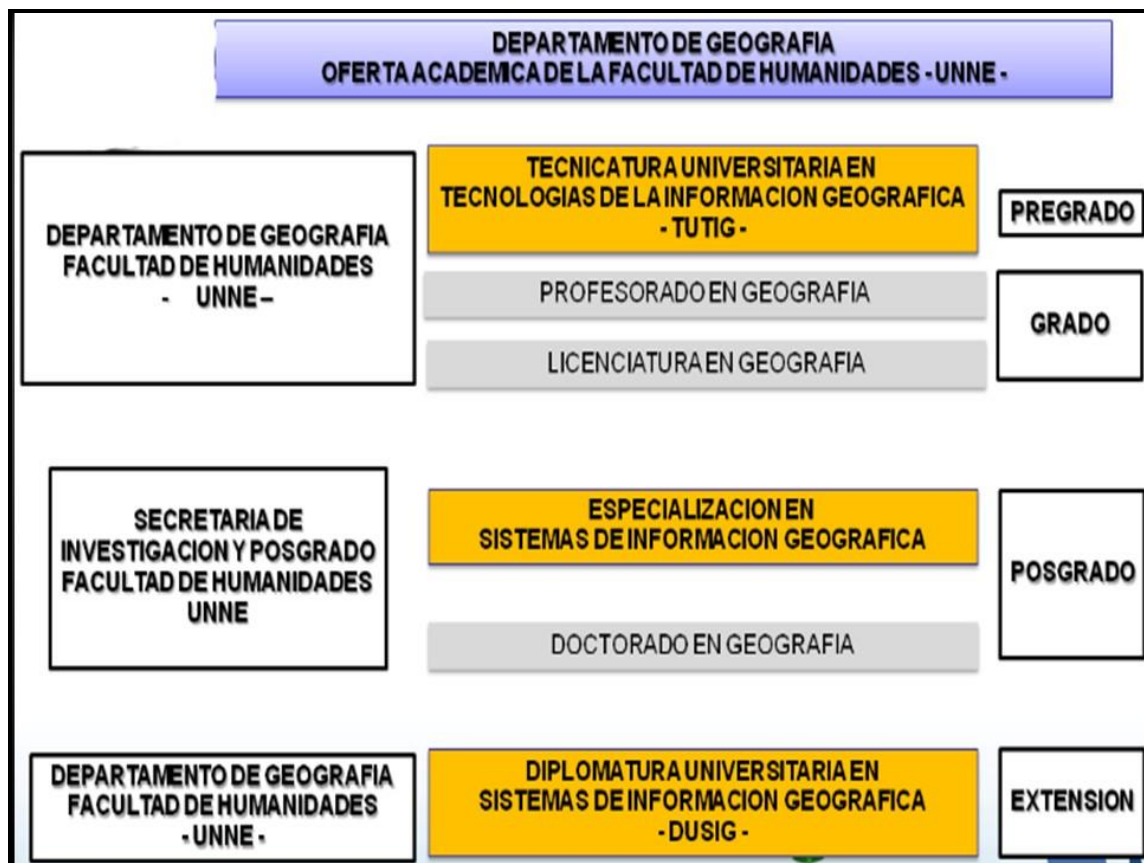 DEPARTAMENTO DE GEOGRAFIA
OFERTA ACADEMICA DE LA FACULTAD DE HUMANIDADES - UNNE -
DEPARTAMENTO DE GEOGRAFIA
FACULTAD DE HUMANIDADES
- UNNE –
TECNICATURA UNIVERSITARIA EN
TECNOLOGIAS DE LA INFORMACION GEOGRAFICA
- TUTIG -
PREGRADO
PROFESORADO EN GEOGRAFIA
LICENCIATURA EN GEOGRAFIA
GRADO
SECRETARIA DE
INVESTIGACION Y POSGRADO
FACULTAD DE HUMANIDADES
UNNE
ESPECIALIZACION EN
SISTEMAS DE INFORMACION GEOGRAFICA
DOCTORADO EN GEOGRAFIA
POSGRADO
DEPARTAMENTO DE GEOGRAFIA
FACULTAD DE HUMANIDADES
- UNNE -
DIPLOMATURA UNIVERSITARIA EN
SISTEMAS DE INFORMACION GEOGRAFICA
- DUSIG -
EXTENSION